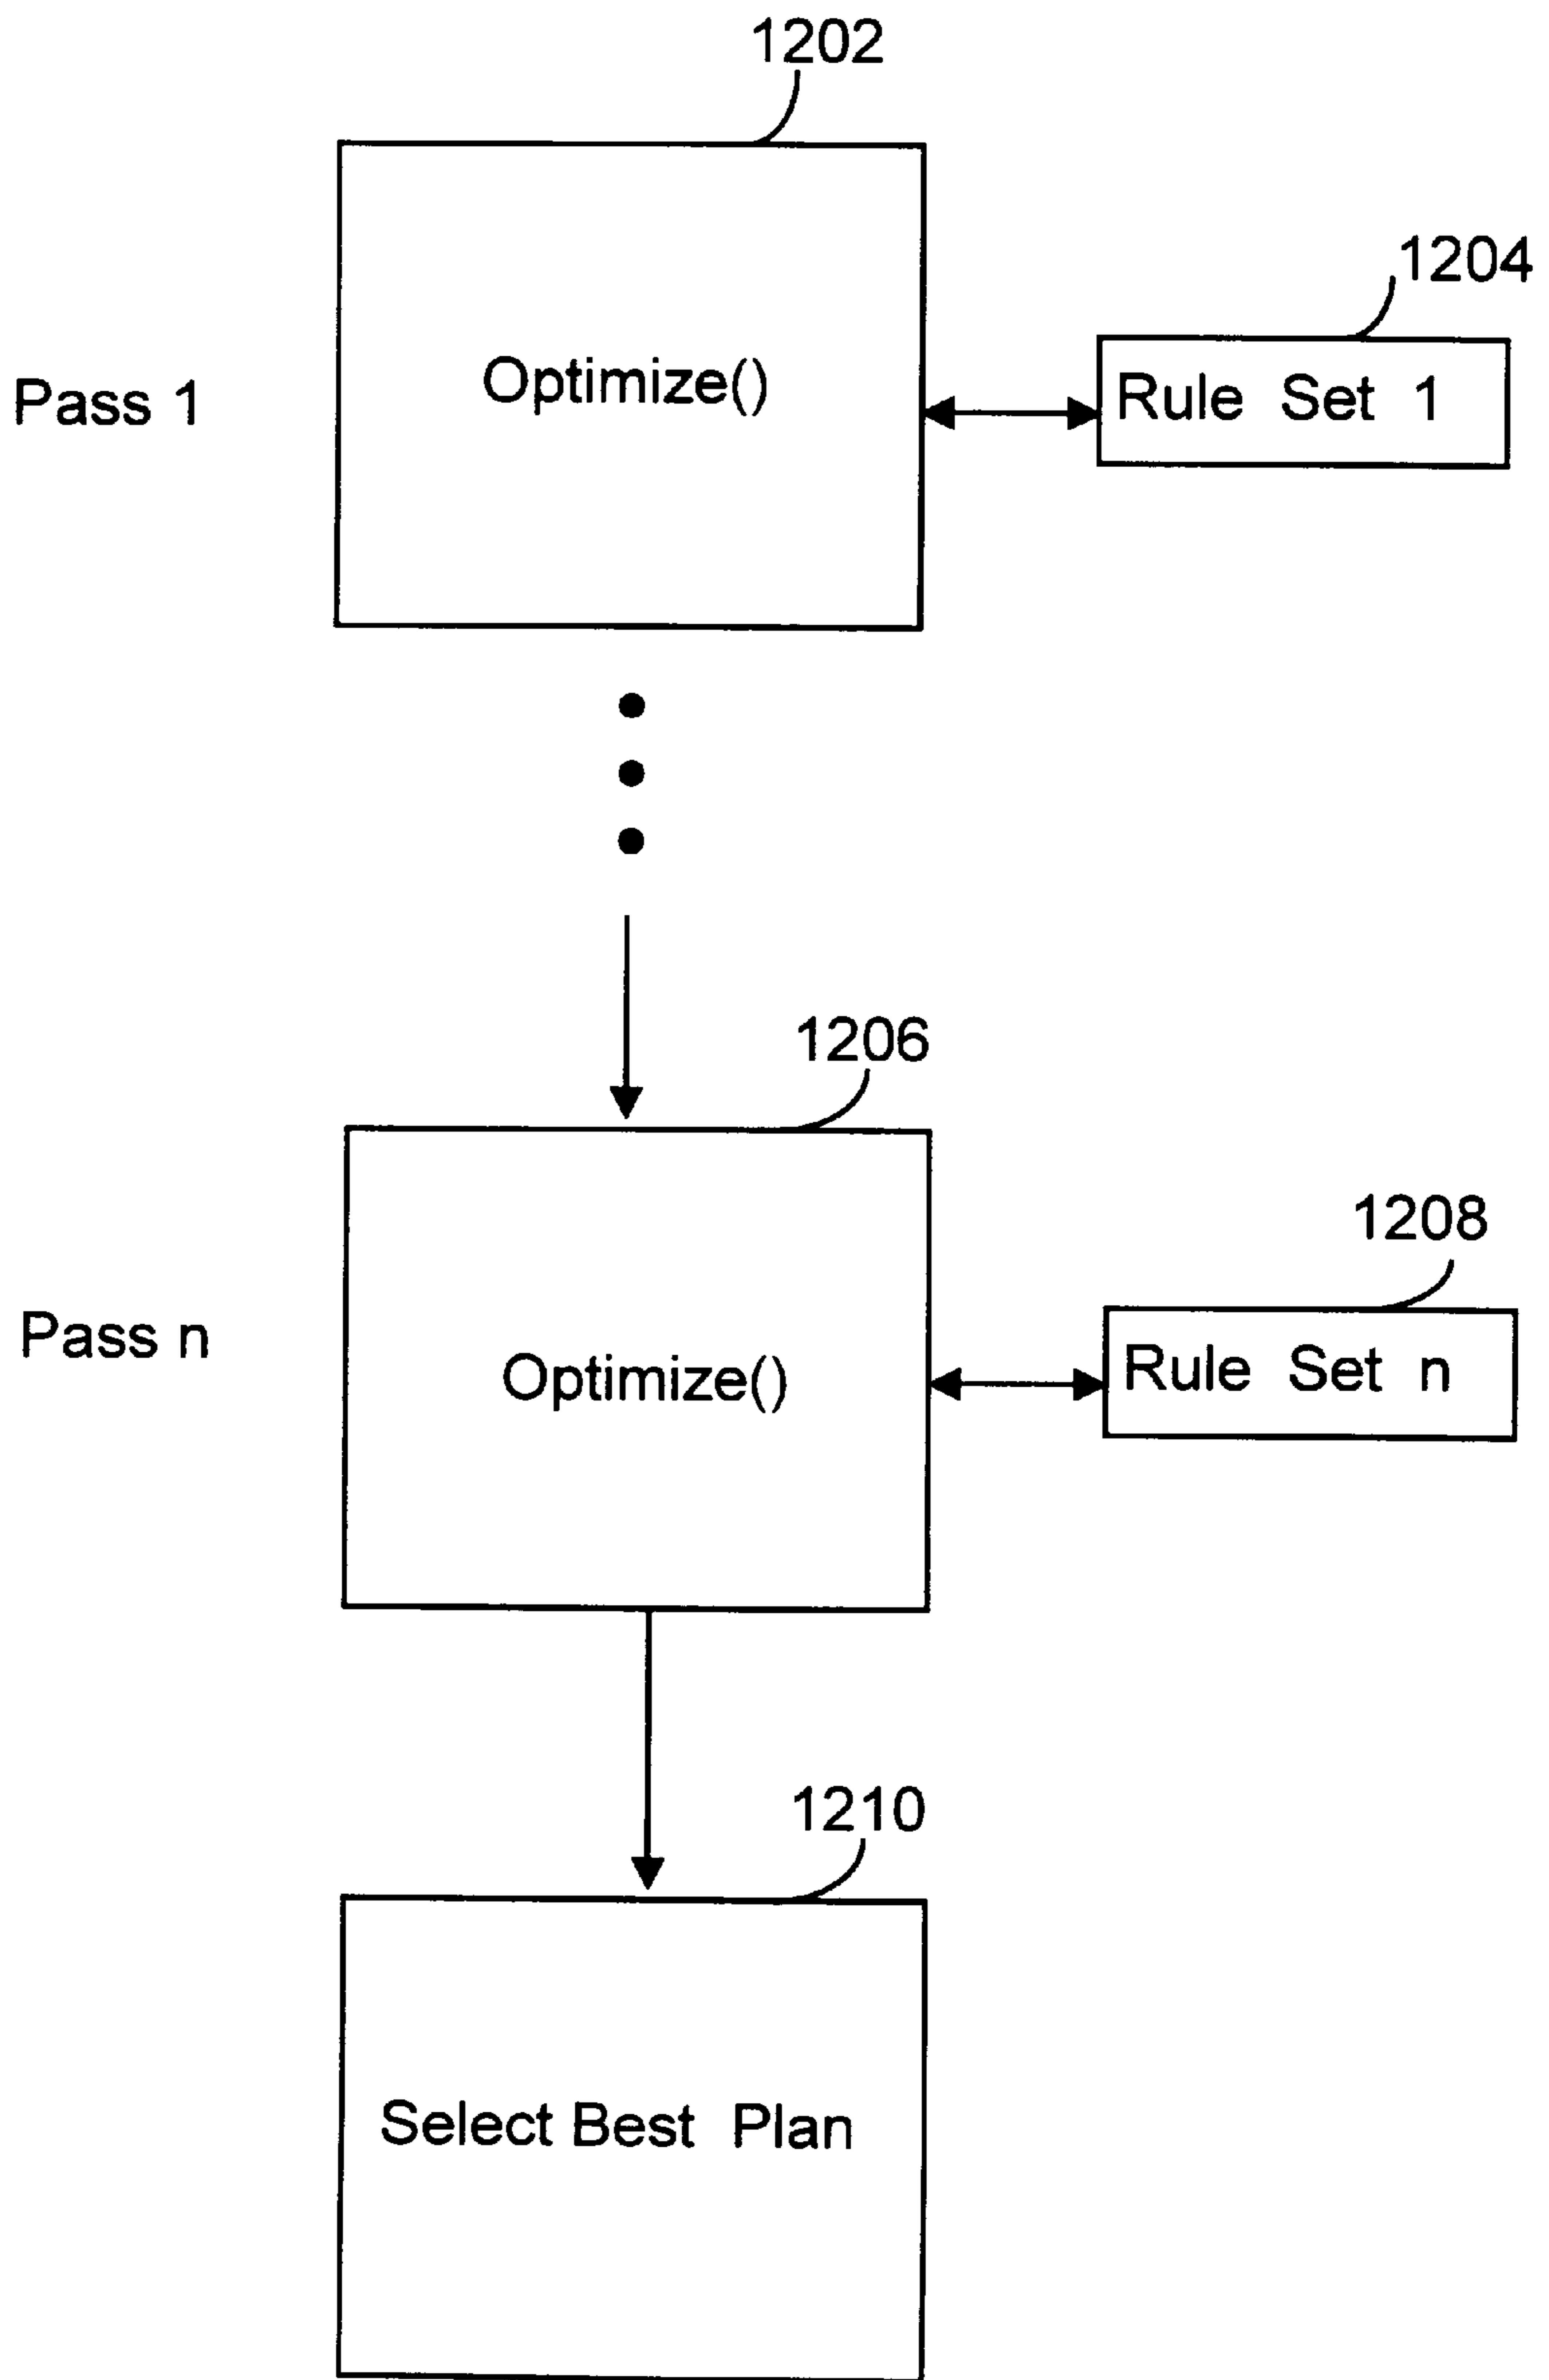 1202
1204
Pass 1
Optimize()
Rule Set 1
1206
1208
Pass n
Optimize()
Rule Set n
1210
Select Best Plan